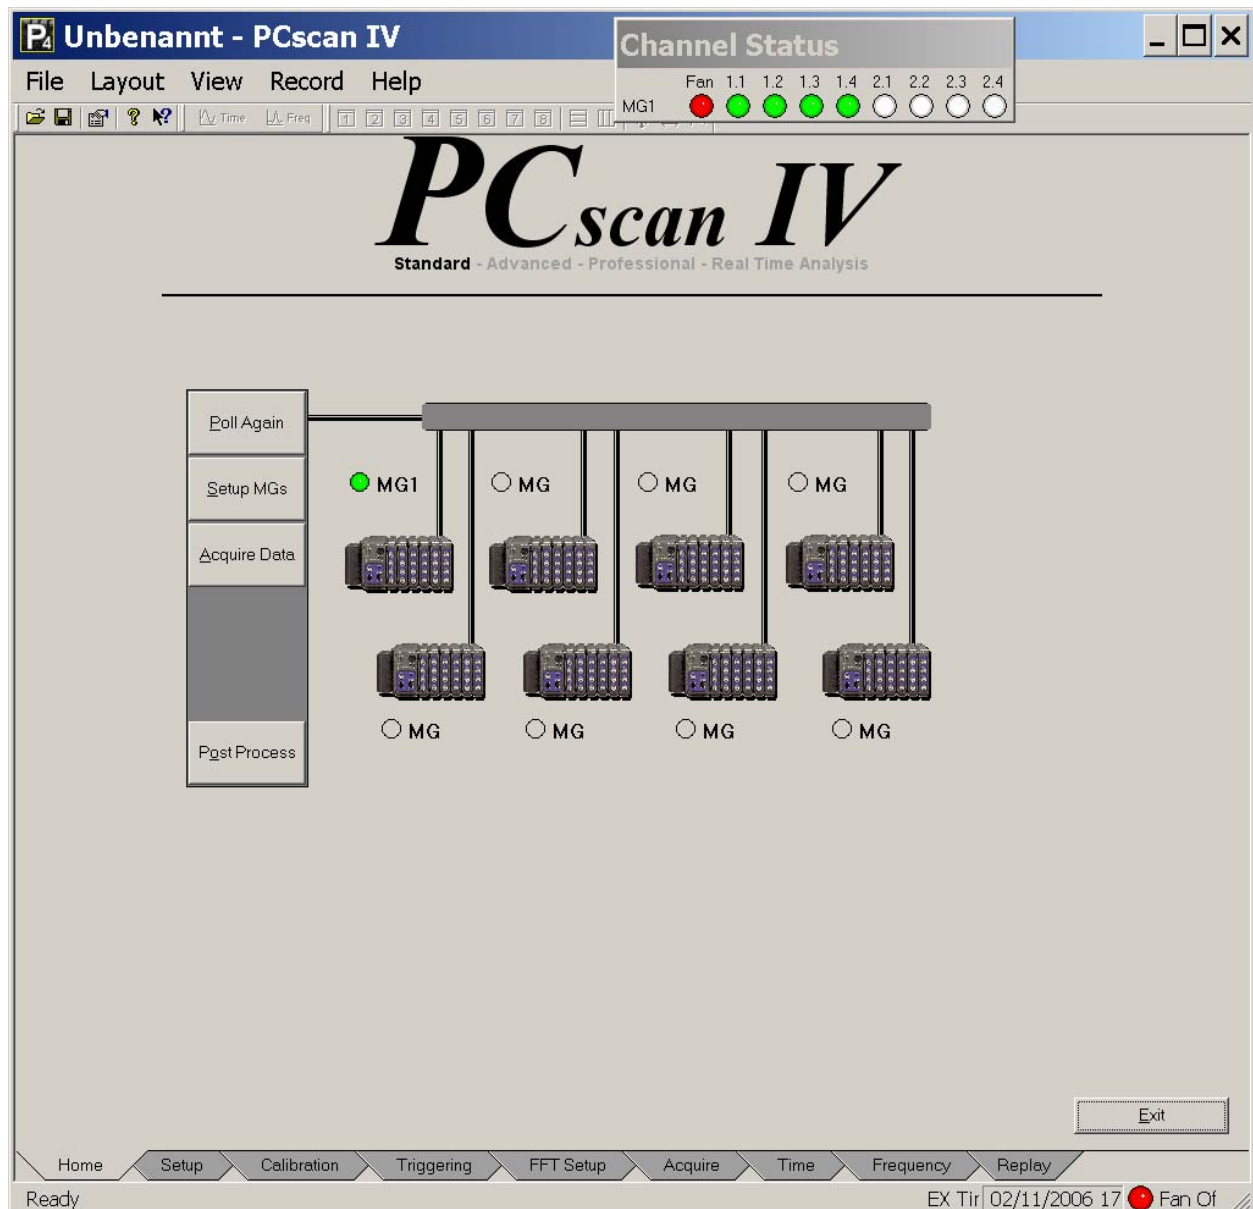 Unbenannt - PCscan IV
Channel Status
File Layout View Record Help
Fan 1.1 1.2 1.3 1.4 2.1 2.2 2.3 2.4
MG1
Time Freq 1 2 3 4 5 6 7 8
PCscan IV
Standard - Advanced - Professional - Real Time Analysis
Poll Again
Setup MGs
MG1 MG MG MG
Acquire Data
MG MG MG MG
Post Process
Exit
Home Setup Calibration Triggering FFT Setup Acquire Time Frequency Replay
Ready EX Tir 02/11/2006 17 Fan Of